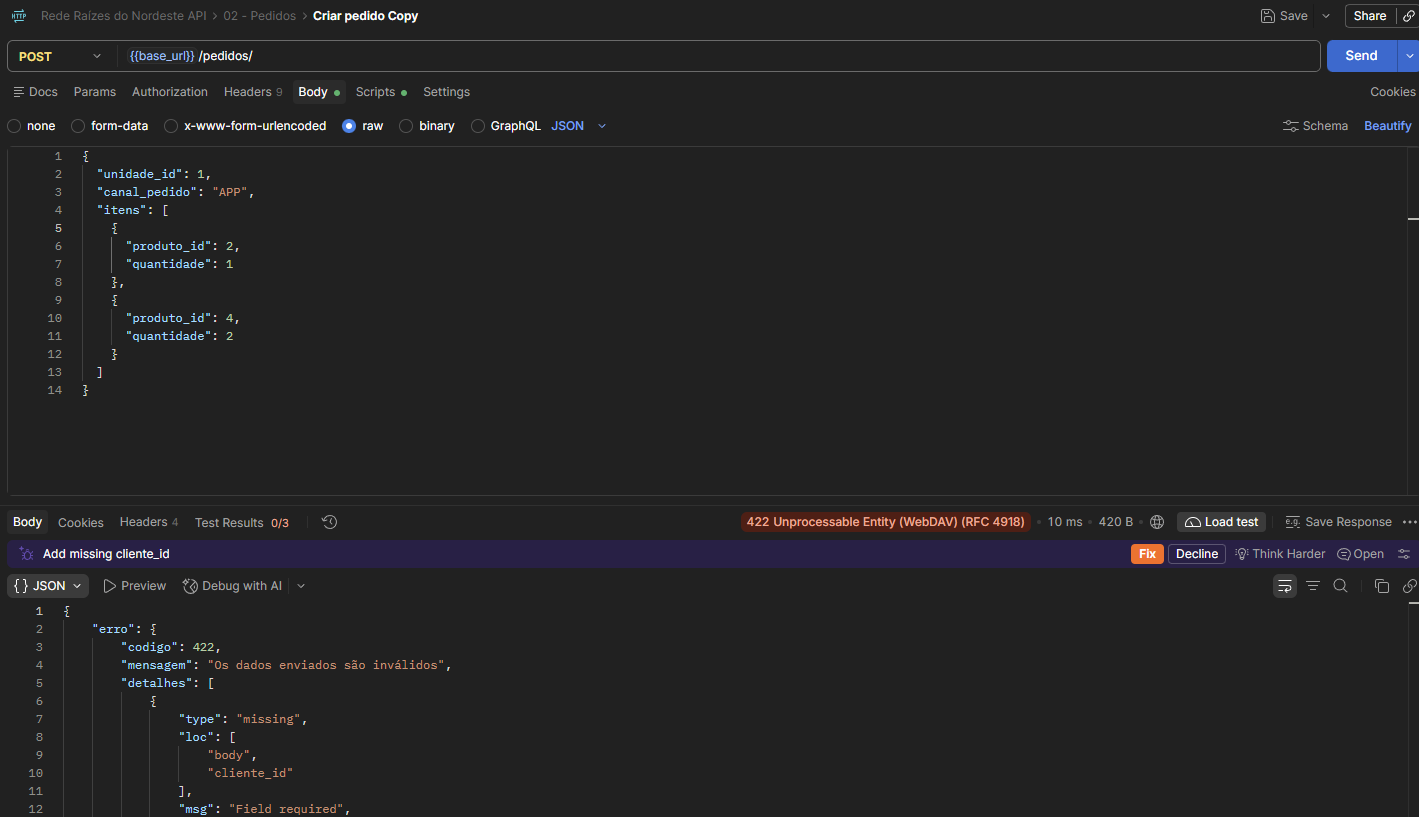 HTTP Rede Raízes do Nordeste API > 02 - Pedidos > Criar pedido Copy Save Share
POST {{base_url}} /pedidos/ Send
Docs Params Authorization Headers 9 Body Scripts Settings Cookies
none form-data x-www-form-urlencoded raw binary GraphQL JSON Schema Beautify
1 {
2 "unidade_id": 1,
3 "canal_pedido": "APP",
4 "itens": [
5 {
6 "produto_id": 2,
7 "quantidade": 1
8 },
9 {
10 "produto_id": 4,
11 "quantidade": 2
12 }
13 ]
14 }
Body Cookies Headers 4 Test Results 0/3 422 Unprocessable Entity (WebDAV) (RFC 4918) • 10 ms • 420 B • Load test e.g. Save Response •••
Add missing cliente_id Fix Decline Think Harder Open
{} JSON Preview Debug with AI
1 {
2 "erro": {
3 "codigo": 422,
4 "mensagem": "Os dados enviados são inválidos",
5 "detalhes": [
6 {
7 "type": "missing",
8 "loc": [
9 "body",
10 "cliente_id"
11 ],
12 "msg": "Field required",